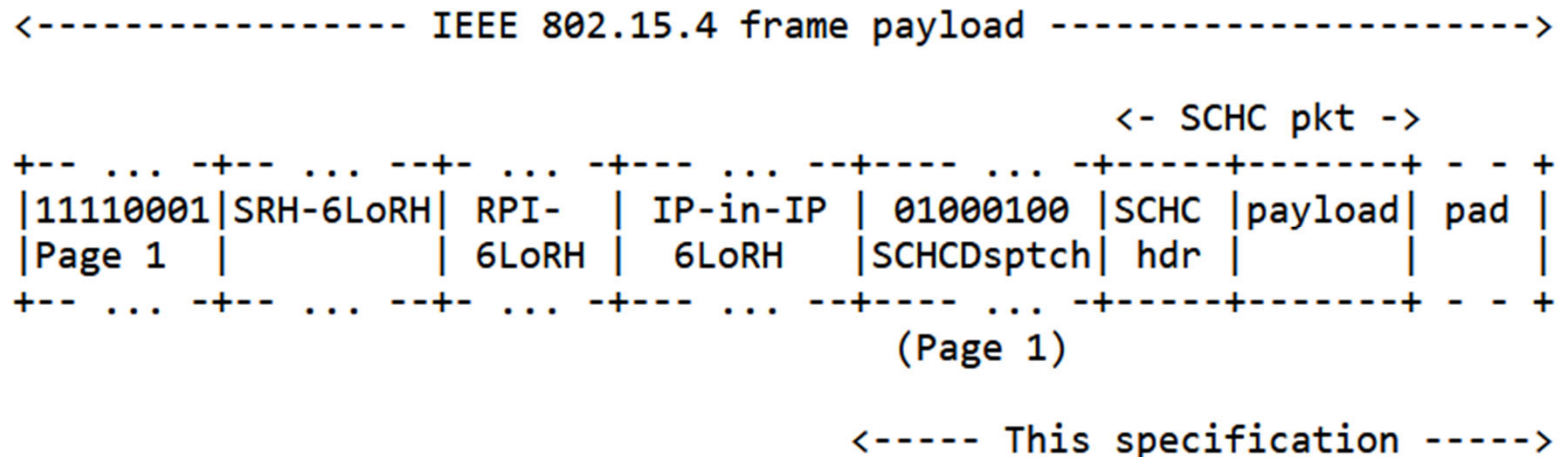 <----------------- IEEE 802.15.4 frame payload ---------------------->
<- SCHC pkt ->
+-- ... -+-- ... --+- ... -+--- ... --+---- ... -+-----+-------+ - - +
|11110001|SRH-6LoRH| RPI-  | IP-in-IP | 01000100 |SCHC |payload| pad |
|Page 1  |         | 6LoRH |  6LoRH   |SCHCDsptch| hdr |       |     |
+-- ... -+-- ... --+- ... -+--- ... --+---- ... -+-----+-------+ - - +
(Page 1)
<----- This specification ----->